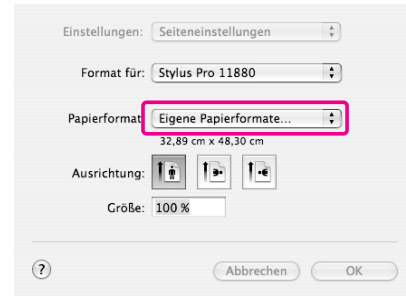 Einstellungen: Seiteneinstellungen
Format für: Stylus Pro 11880
Papierformat: Eigene Papierformate...
32,89 cm x 48,30 cm
Ausrichtung:
Größe: 100 %
? Abbrechen OK